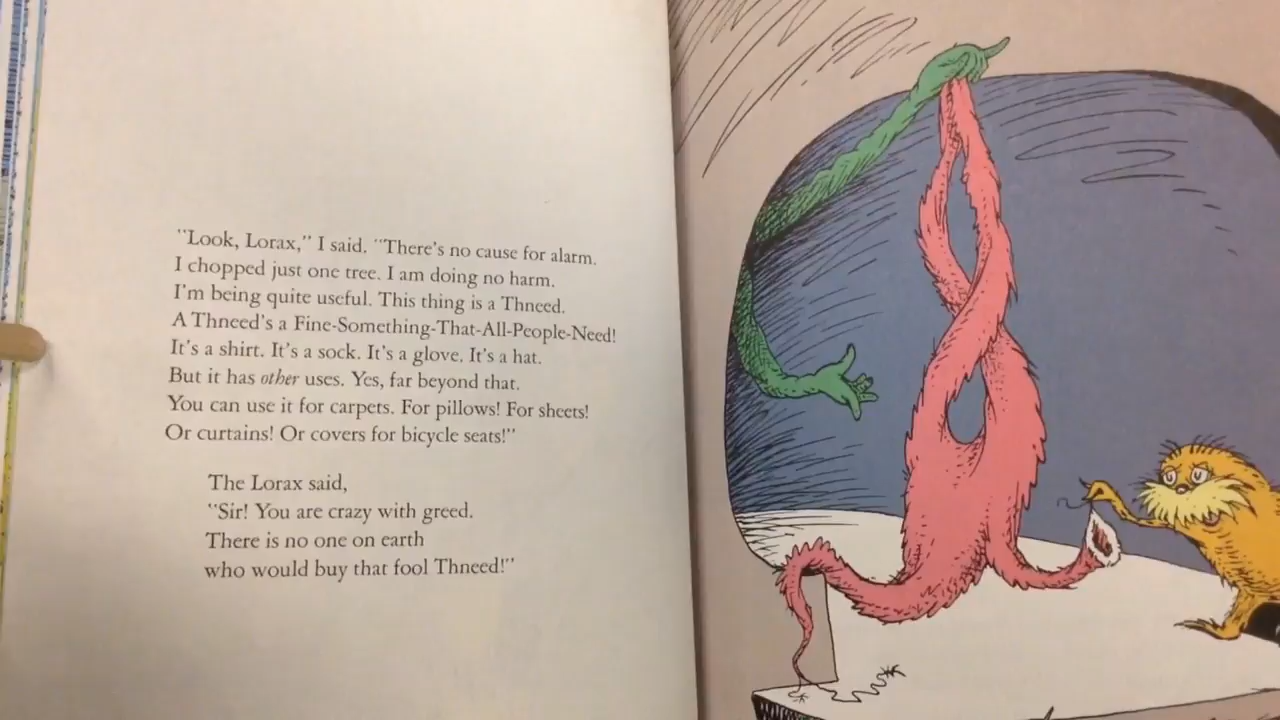 "Look, Lorax," I said. "There's no cause for alarm.
I chopped just one tree. I am doing no harm.
I'm being quite useful. This thing is a Thneed.
A Thneed's a Fine-Something-That-All-People-Need!
It's a shirt. It's a sock. It's a glove. It's a hat.
But it has other uses. Yes, far beyond that.
You can use it for carpets. For pillows! For sheets!
Or curtains! Or covers for bicycle seats!"
The Lorax said,
"Sir! You are crazy with greed.
There is no one on earth
who would buy that fool Thneed!"